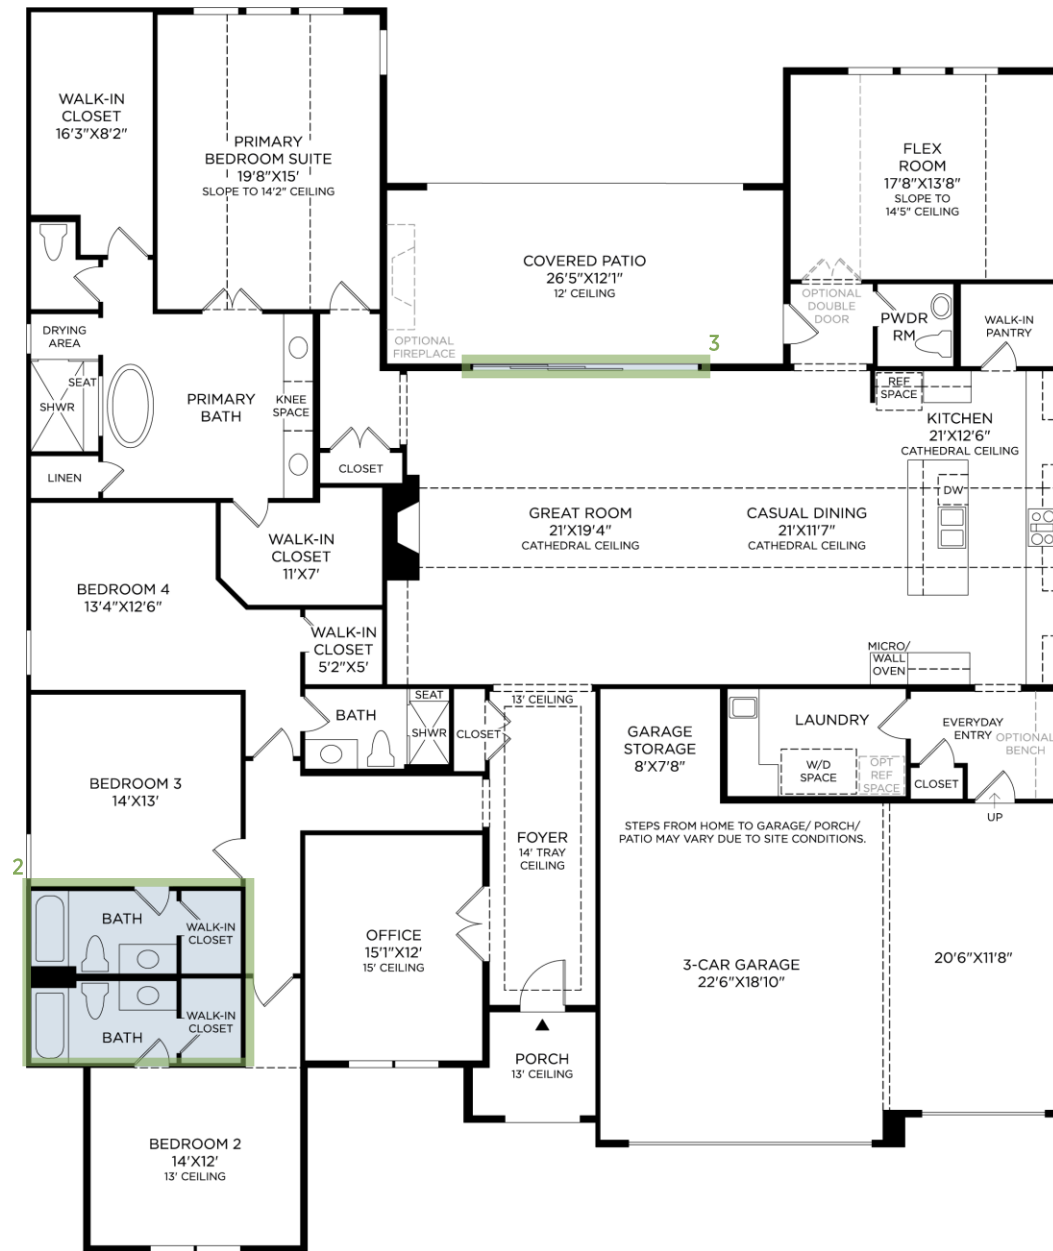 WALK-IN
CLOSET
16'3"X8'2"
PRIMARY
BEDROOM SUITE
19'8"X15'
SLOPE TO 14'2" CEILING
FLEX
ROOM
17'8"X13'8"
SLOPE TO
14'5" CEILING
COVERED PATIO
26'5"X12'1"
12' CEILING
OPTIONAL
FIREPLACE
3
OPTIONAL
DOUBLE
DOOR
PWDR
RM
WALK-IN
PANTRY
DRYING
AREA
SEAT
SHWR
PRIMARY
BATH
KNEE
SPACE
LINEN
CLOSET
REF
SPACE
KITCHEN
21'X12'6"
CATHEDRAL CEILING
DW
GREAT ROOM
21'X19'4"
CATHEDRAL CEILING
CASUAL DINING
21'X11'7"
CATHEDRAL CEILING
WALK-IN
CLOSET
11'X7'
BEDROOM 4
13'4"X12'6"
WALK-IN
CLOSET
5'2"X5'
MICRO/
WALL
OVEN
BATH
SEAT
SHWR
CLOSET
13' CEILING
GARAGE
STORAGE
8'X7'8"
LAUNDRY
W/D
SPACE
OPT
REF
SPACE
EVERYDAY
ENTRY
OPTIONAL
BENCH
CLOSET
UP
BEDROOM 3
14'X13'
FOYER
14' TRAY
CEILING
STEPS FROM HOME TO GARAGE/ PORCH/
PATIO MAY VARY DUE TO SITE CONDITIONS.
2
BATH
WALK-IN
CLOSET
BATH
WALK-IN
CLOSET
OFFICE
15'1"X12'
15' CEILING
3-CAR GARAGE
22'6"X18'10"
20'6"X11'8"
PORCH
13' CEILING
BEDROOM 2
14'X12'
13' CEILING